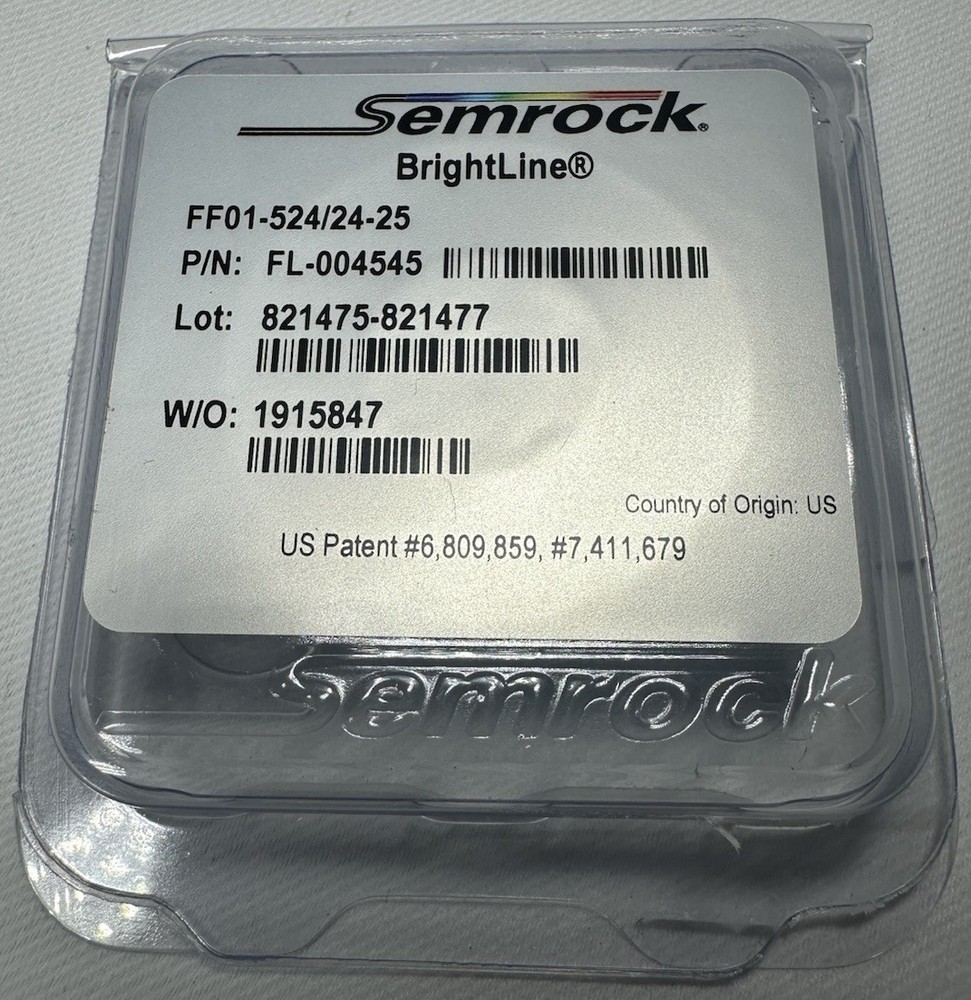 Semrock®
BrightLine®
FF01-524/24-25
P/N: FL-004545
Lot: 821475-821477
W/O: 1915847
Country of Origin: US
US Patent #6,809,859, #7,411,679
Semrock